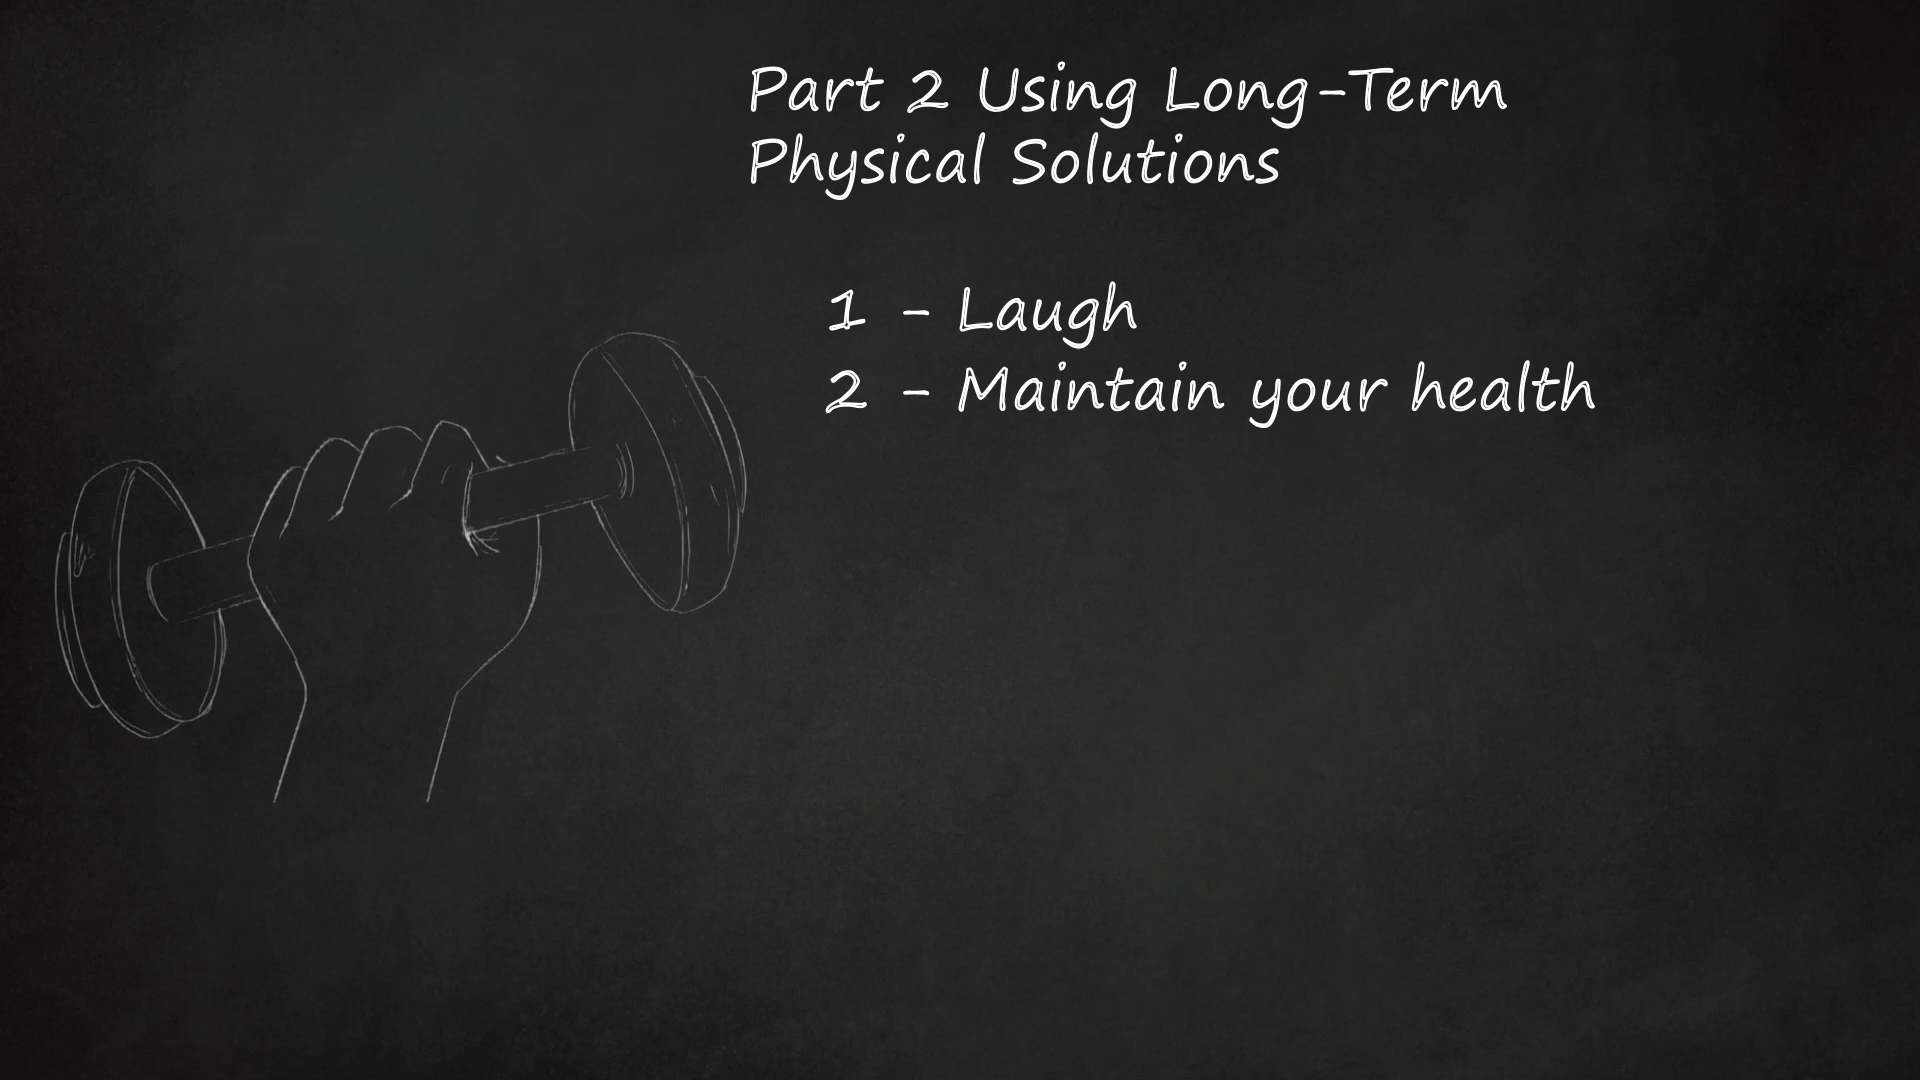 Part 2 Using Long-Term
Physical Solutions
1 - Laugh
2 - Maintain your health